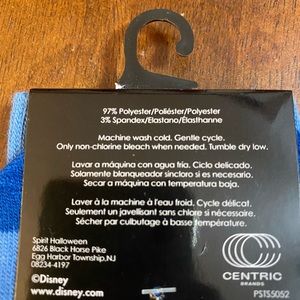 97% Polyester/Poliéster/Polyester
3% Spandex/Elastano/Élasthanne
Machine wash cold. Gentle cycle.
Only non-chlorine bleach when needed. Tumble dry low.
Lavar a máquina con agua fria. Ciclo delicado.
Solamente blanqueador sincloro si es necesario.
Secar a máquina con temperatura baja.
Lavar à la machine à l'eau froid. Cycle délicat.
Seulement un javellisant sans chlore si nécessaire.
Sécher par culbutage à basse température.
Spirit Halloween
6826 Black Horse Pike
Egg Harbor Township,NJ
08234-4197
©Disney
www.disney.com
CENTRIC
BRANDS
PSTS5052